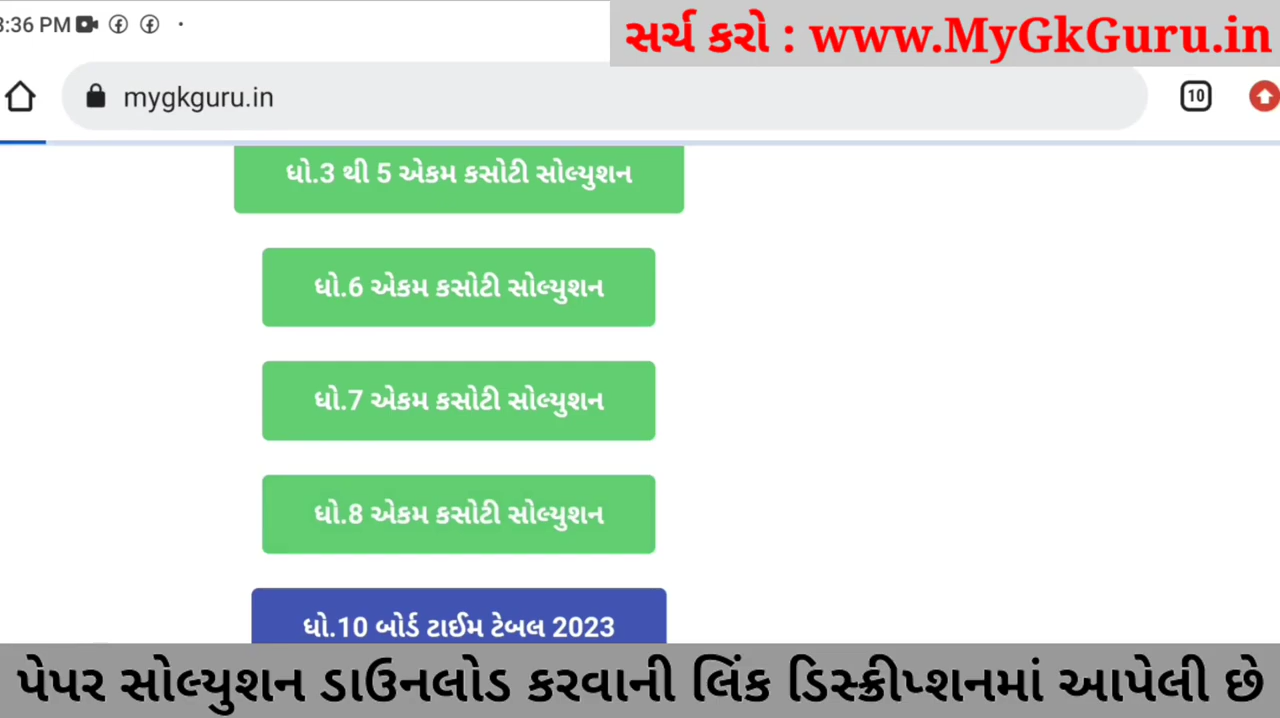 3:36 PM
સર્ચ કરો : www.MyGkGuru.in
mygkguru.in
10
ધો.3 થી 5 એકમ કસોટી સોલ્યુશન
ધો.6 એકમ કસોટી સોલ્યુશન
ધો.7 એકમ કસોટી સોલ્યુશન
ધો.8 એકમ કસોટી સોલ્યુશન
ધો.10 બોર્ડ ટાઈમ ટેબલ 2023
પેપર સોલ્યુશન ડાઉનલોડ કરવાની લિંક ડિસ્ક્રીપ્શનમાં આપેલી છે